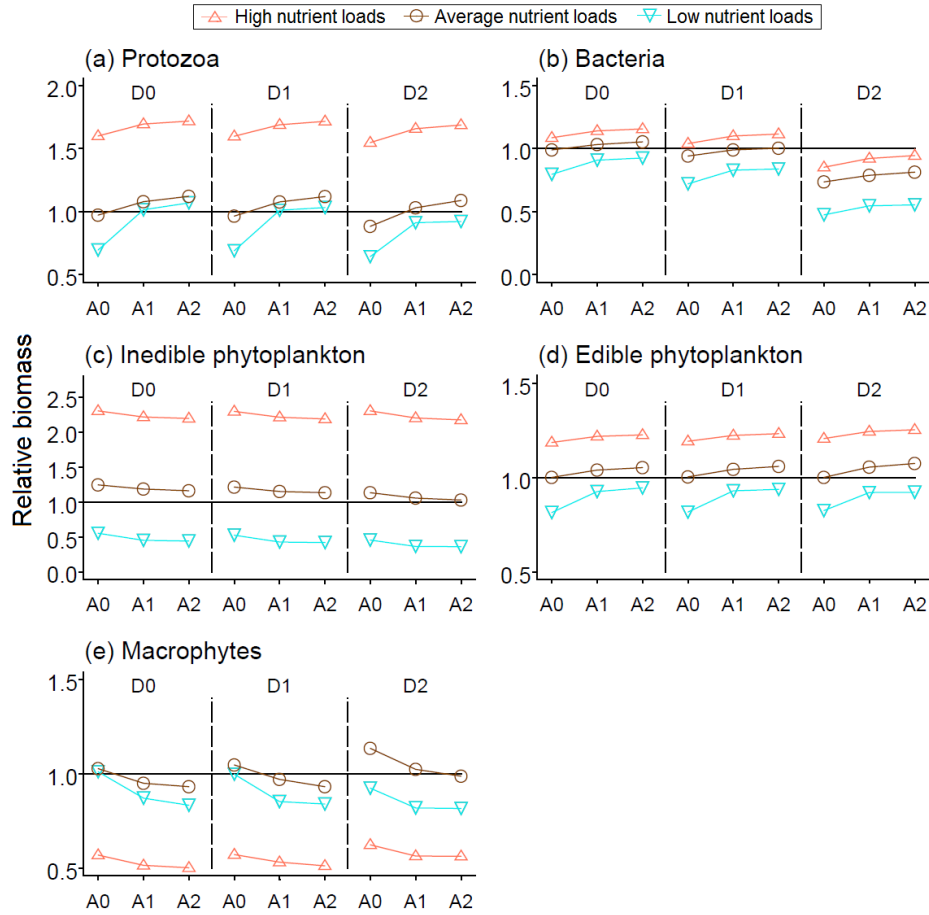 High nutrient loads Average nutrient loads Low nutrient loads
(a) Protozoa
D0 D1 D2
2.0
1.5
1.0
0.5
A0 A1 A2 A0 A1 A2 A0 A1 A2
(b) Bacteria
D0 D1 D2
1.5
1.0
0.5
0.0
A0 A1 A2 A0 A1 A2 A0 A1 A2
Relative biomass
(c) Inedible phytoplankton
D0 D1 D2
2.5
2.0
1.5
1.0
0.5
0.0
A0 A1 A2 A0 A1 A2 A0 A1 A2
(d) Edible phytoplankton
D0 D1 D2
1.5
1.0
0.5
A0 A1 A2 A0 A1 A2 A0 A1 A2
(e) Macrophytes
D0 D1 D2
1.5
1.0
0.5
A0 A1 A2 A0 A1 A2 A0 A1 A2